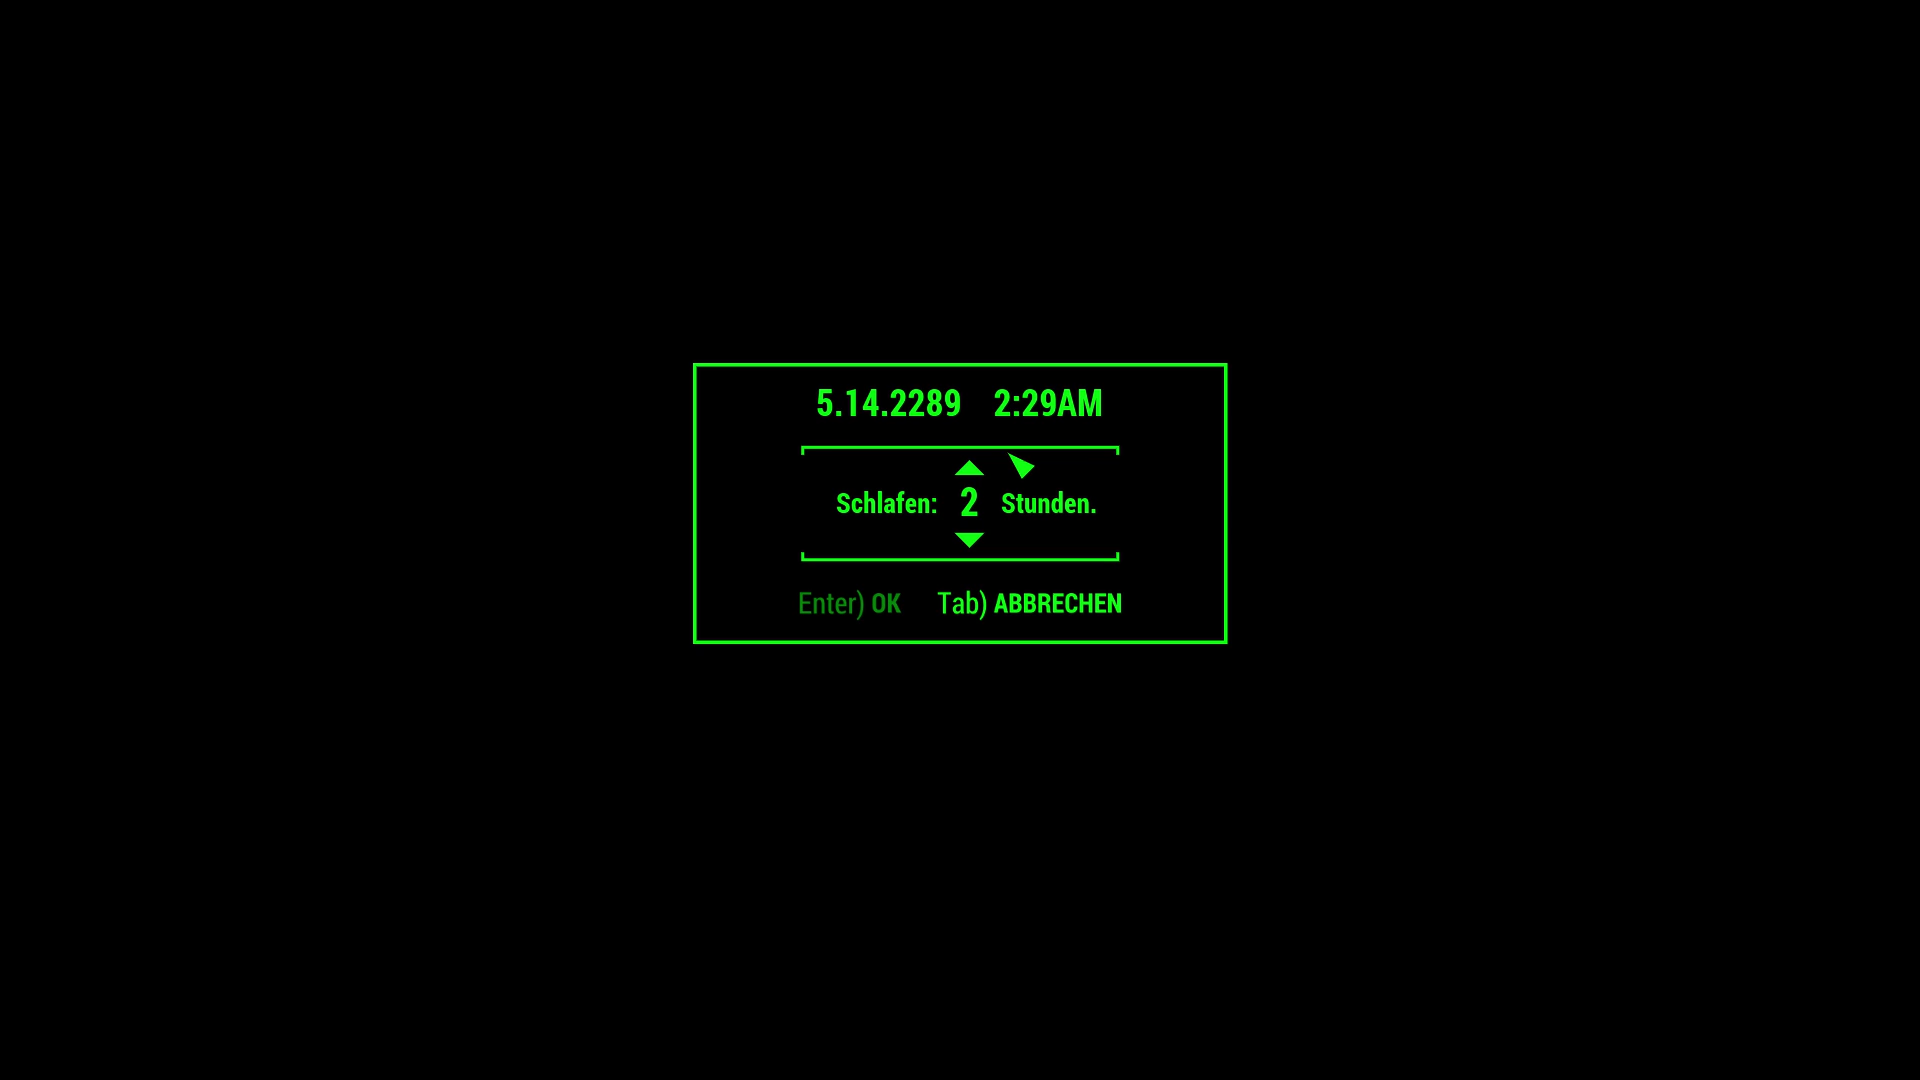 5.14.2289 2:29AM
Schlafen: 2 Stunden.
Enter) OK Tab) ABBRECHEN